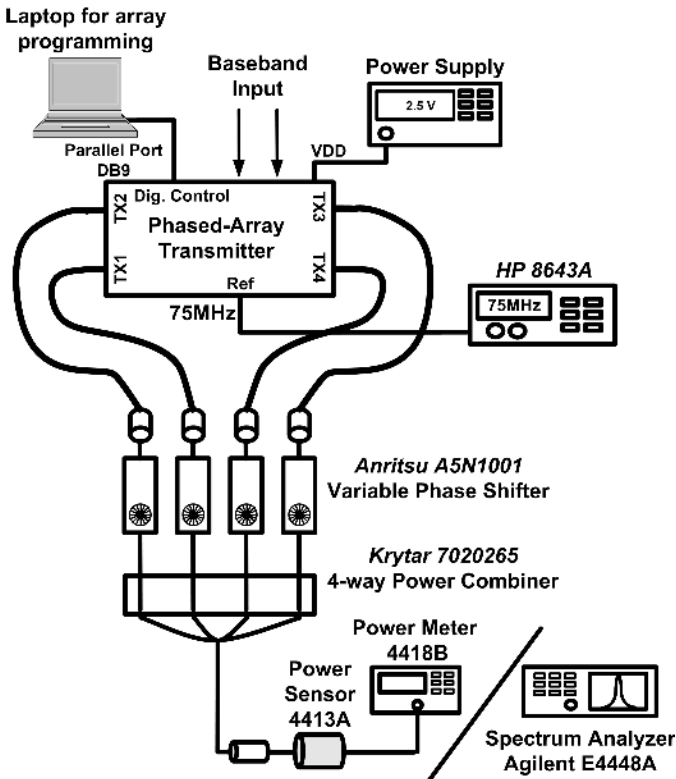 Laptop for array
programming
Baseband
Input
Power Supply
2.5 V
Parallel Port
DB9
VDD
Dig. Control
TX2
TX3
Phased-Array
Transmitter
TX1
TX4
Ref
75MHz
HP 8643A
75MHz
Anritsu A5N1001
Variable Phase Shifter
Krytar 7020265
4-way Power Combiner
Power Meter
4418B
Power
Sensor
4413A
Spectrum Analyzer
Agilent E4448A